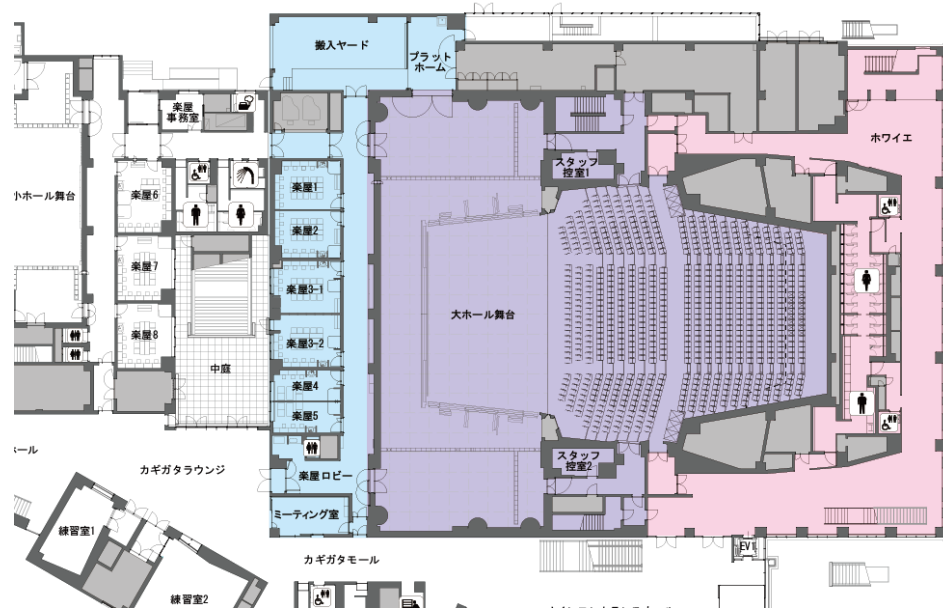 搬入ヤード
プラット
ホーム
楽屋
事務室
ホワイエ
スタッフ
控室1
小ホール舞台
楽屋6
楽屋1
楽屋2
楽屋7
楽屋3-1
大ホール舞台
楽屋8
楽屋3-2
中庭
楽屋4
楽屋5
ール
カギガタラウンジ
楽屋ロビー
スタッフ
控室2
ミーティング室
練習室1
カギガタモール
EV1
練習室2